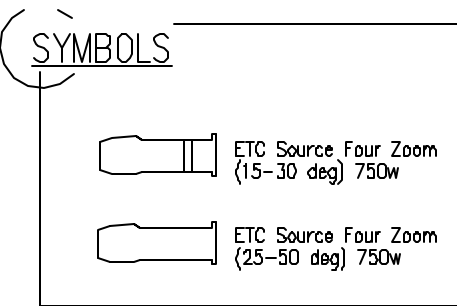 SYMBOLS
ETC Source Four Zoom
(15-30 deg) 750w
ETC Source Four Zoom
(25-50 deg) 750w